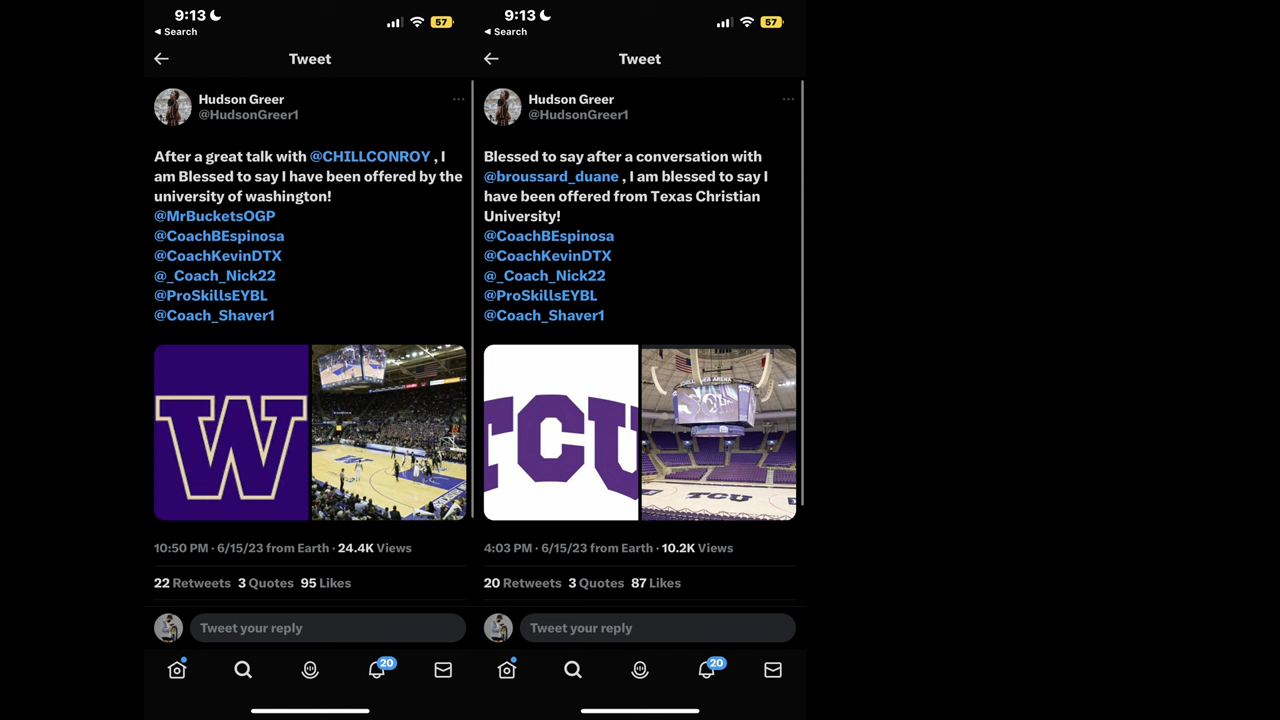 9:13
57
Search
Tweet
Hudson Greer
@HudsonGreer1
After a great talk with @CHILLCONROY , I
am Blessed to say I have been offered by the
university of washington!
@MrBucketsOGP
@CoachBEspinosa
@CoachKevinDTX
@_Coach_Nick22
@ProSkillsEYBL
@Coach_Shaver1
W
10:50 PM · 6/15/23 from Earth · 24.4K Views
22 Retweets 3 Quotes 95 Likes
Tweet your reply
20
9:13
57
Search
Tweet
Hudson Greer
@HudsonGreer1
Blessed to say after a conversation with
@broussard_duane , I am blessed to say I
have been offered from Texas Christian
University!
@CoachBEspinosa
@CoachKevinDTX
@_Coach_Nick22
@ProSkillsEYBL
@Coach_Shaver1
TCU
TCU
TCU
4:03 PM · 6/15/23 from Earth · 10.2K Views
20 Retweets 3 Quotes 87 Likes
Tweet your reply
20